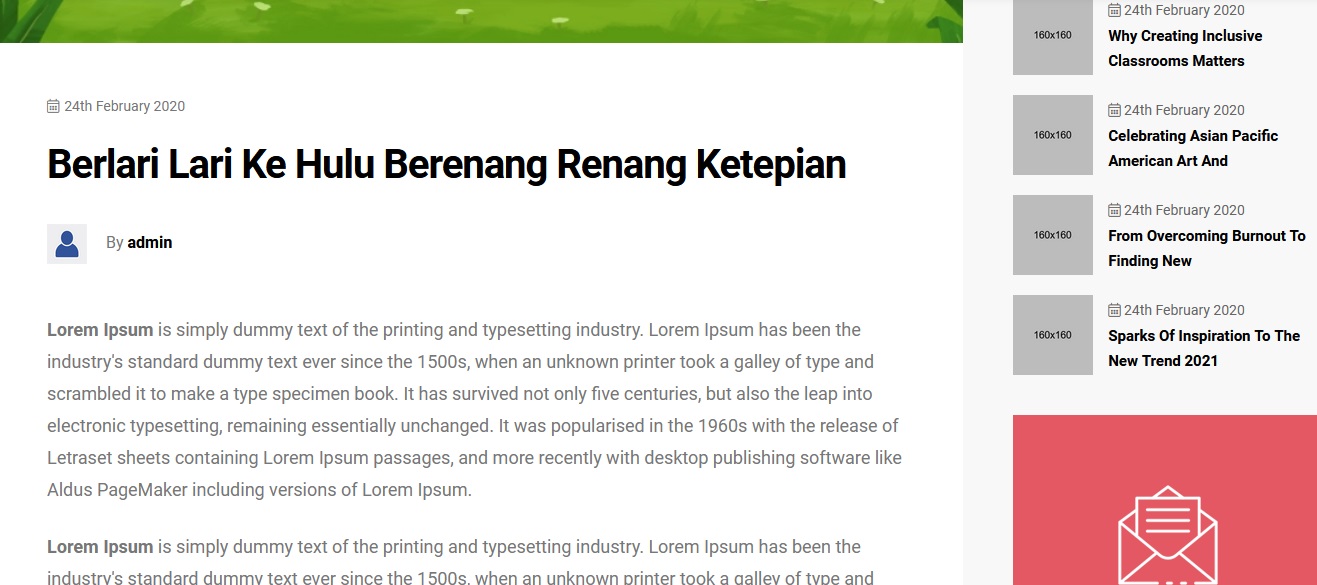 24th February 2020
Berlari Lari Ke Hulu Berenang Renang Ketepian
By admin
Lorem Ipsum is simply dummy text of the printing and typesetting industry. Lorem Ipsum has been the
industry's standard dummy text ever since the 1500s, when an unknown printer took a galley of type and
scrambled it to make a type specimen book. It has survived not only five centuries, but also the leap into
electronic typesetting, remaining essentially unchanged. It was popularised in the 1960s with the release of
Letraset sheets containing Lorem Ipsum passages, and more recently with desktop publishing software like
Aldus PageMaker including versions of Lorem Ipsum.
Lorem Ipsum is simply dummy text of the printing and typesetting industry. Lorem Ipsum has been the
industry's standard dummy text ever since the 1500s, when an unknown printer took a galley of type and
160x160
24th February 2020
Why Creating Inclusive
Classrooms Matters
160x160
24th February 2020
Celebrating Asian Pacific
American Art And
160x160
24th February 2020
From Overcoming Burnout To
Finding New
160x160
24th February 2020
Sparks Of Inspiration To The
New Trend 2021